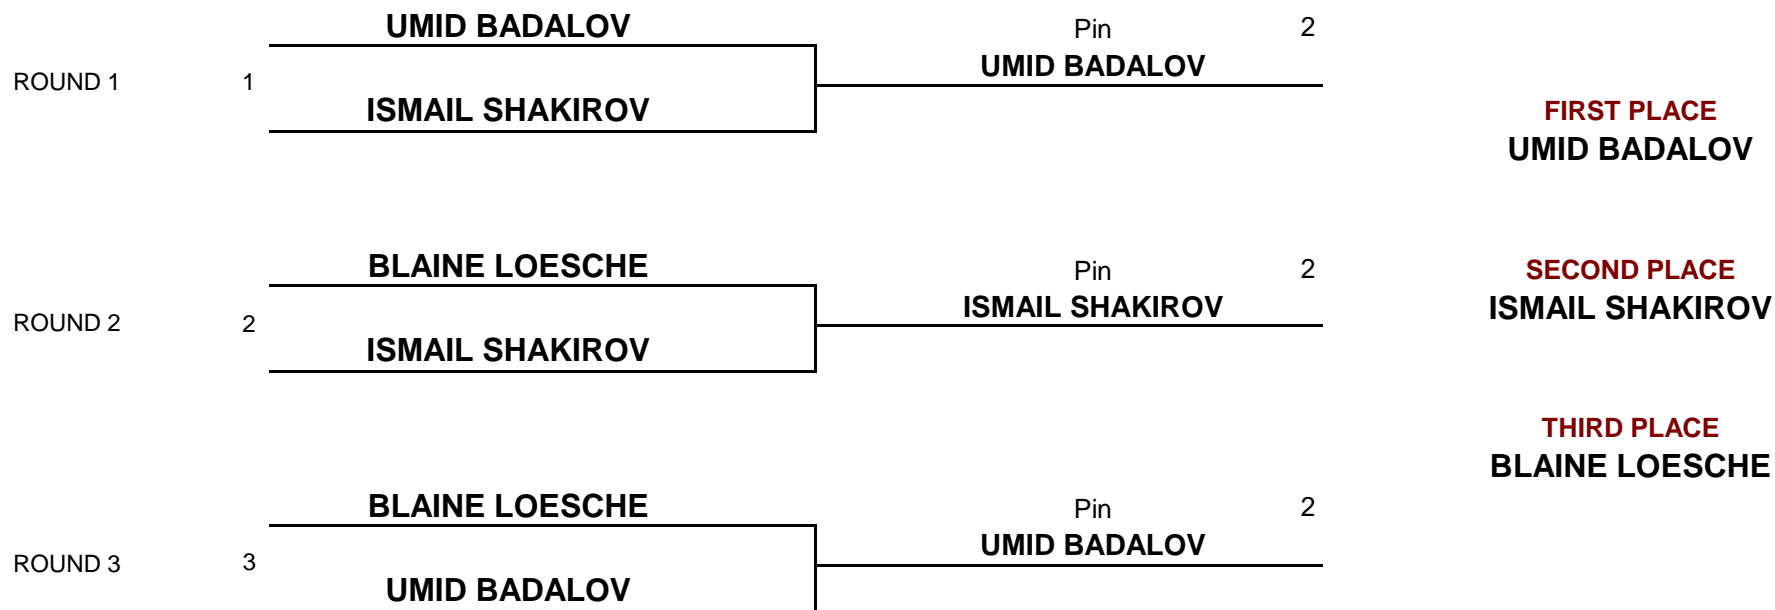 UMID BADALOV
Pin 2
ROUND 1 1
UMID BADALOV
ISMAIL SHAKIROV
FIRST PLACE
UMID BADALOV
BLAINE LOESCHE
Pin 2
SECOND PLACE
ROUND 2 2
ISMAIL SHAKIROV
ISMAIL SHAKIROV
ISMAIL SHAKIROV
THIRD PLACE
BLAINE LOESCHE
BLAINE LOESCHE
Pin 2
ROUND 3 3
UMID BADALOV
UMID BADALOV